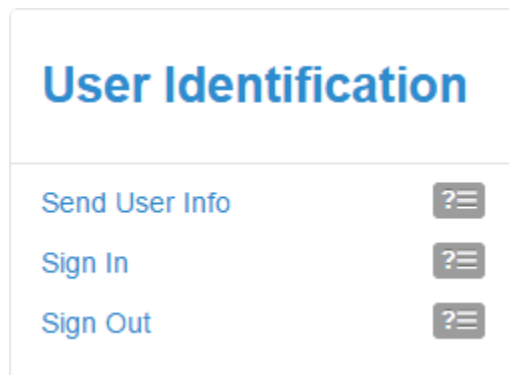 User Identification
Send User Info ?
Sign In ?
Sign Out ?